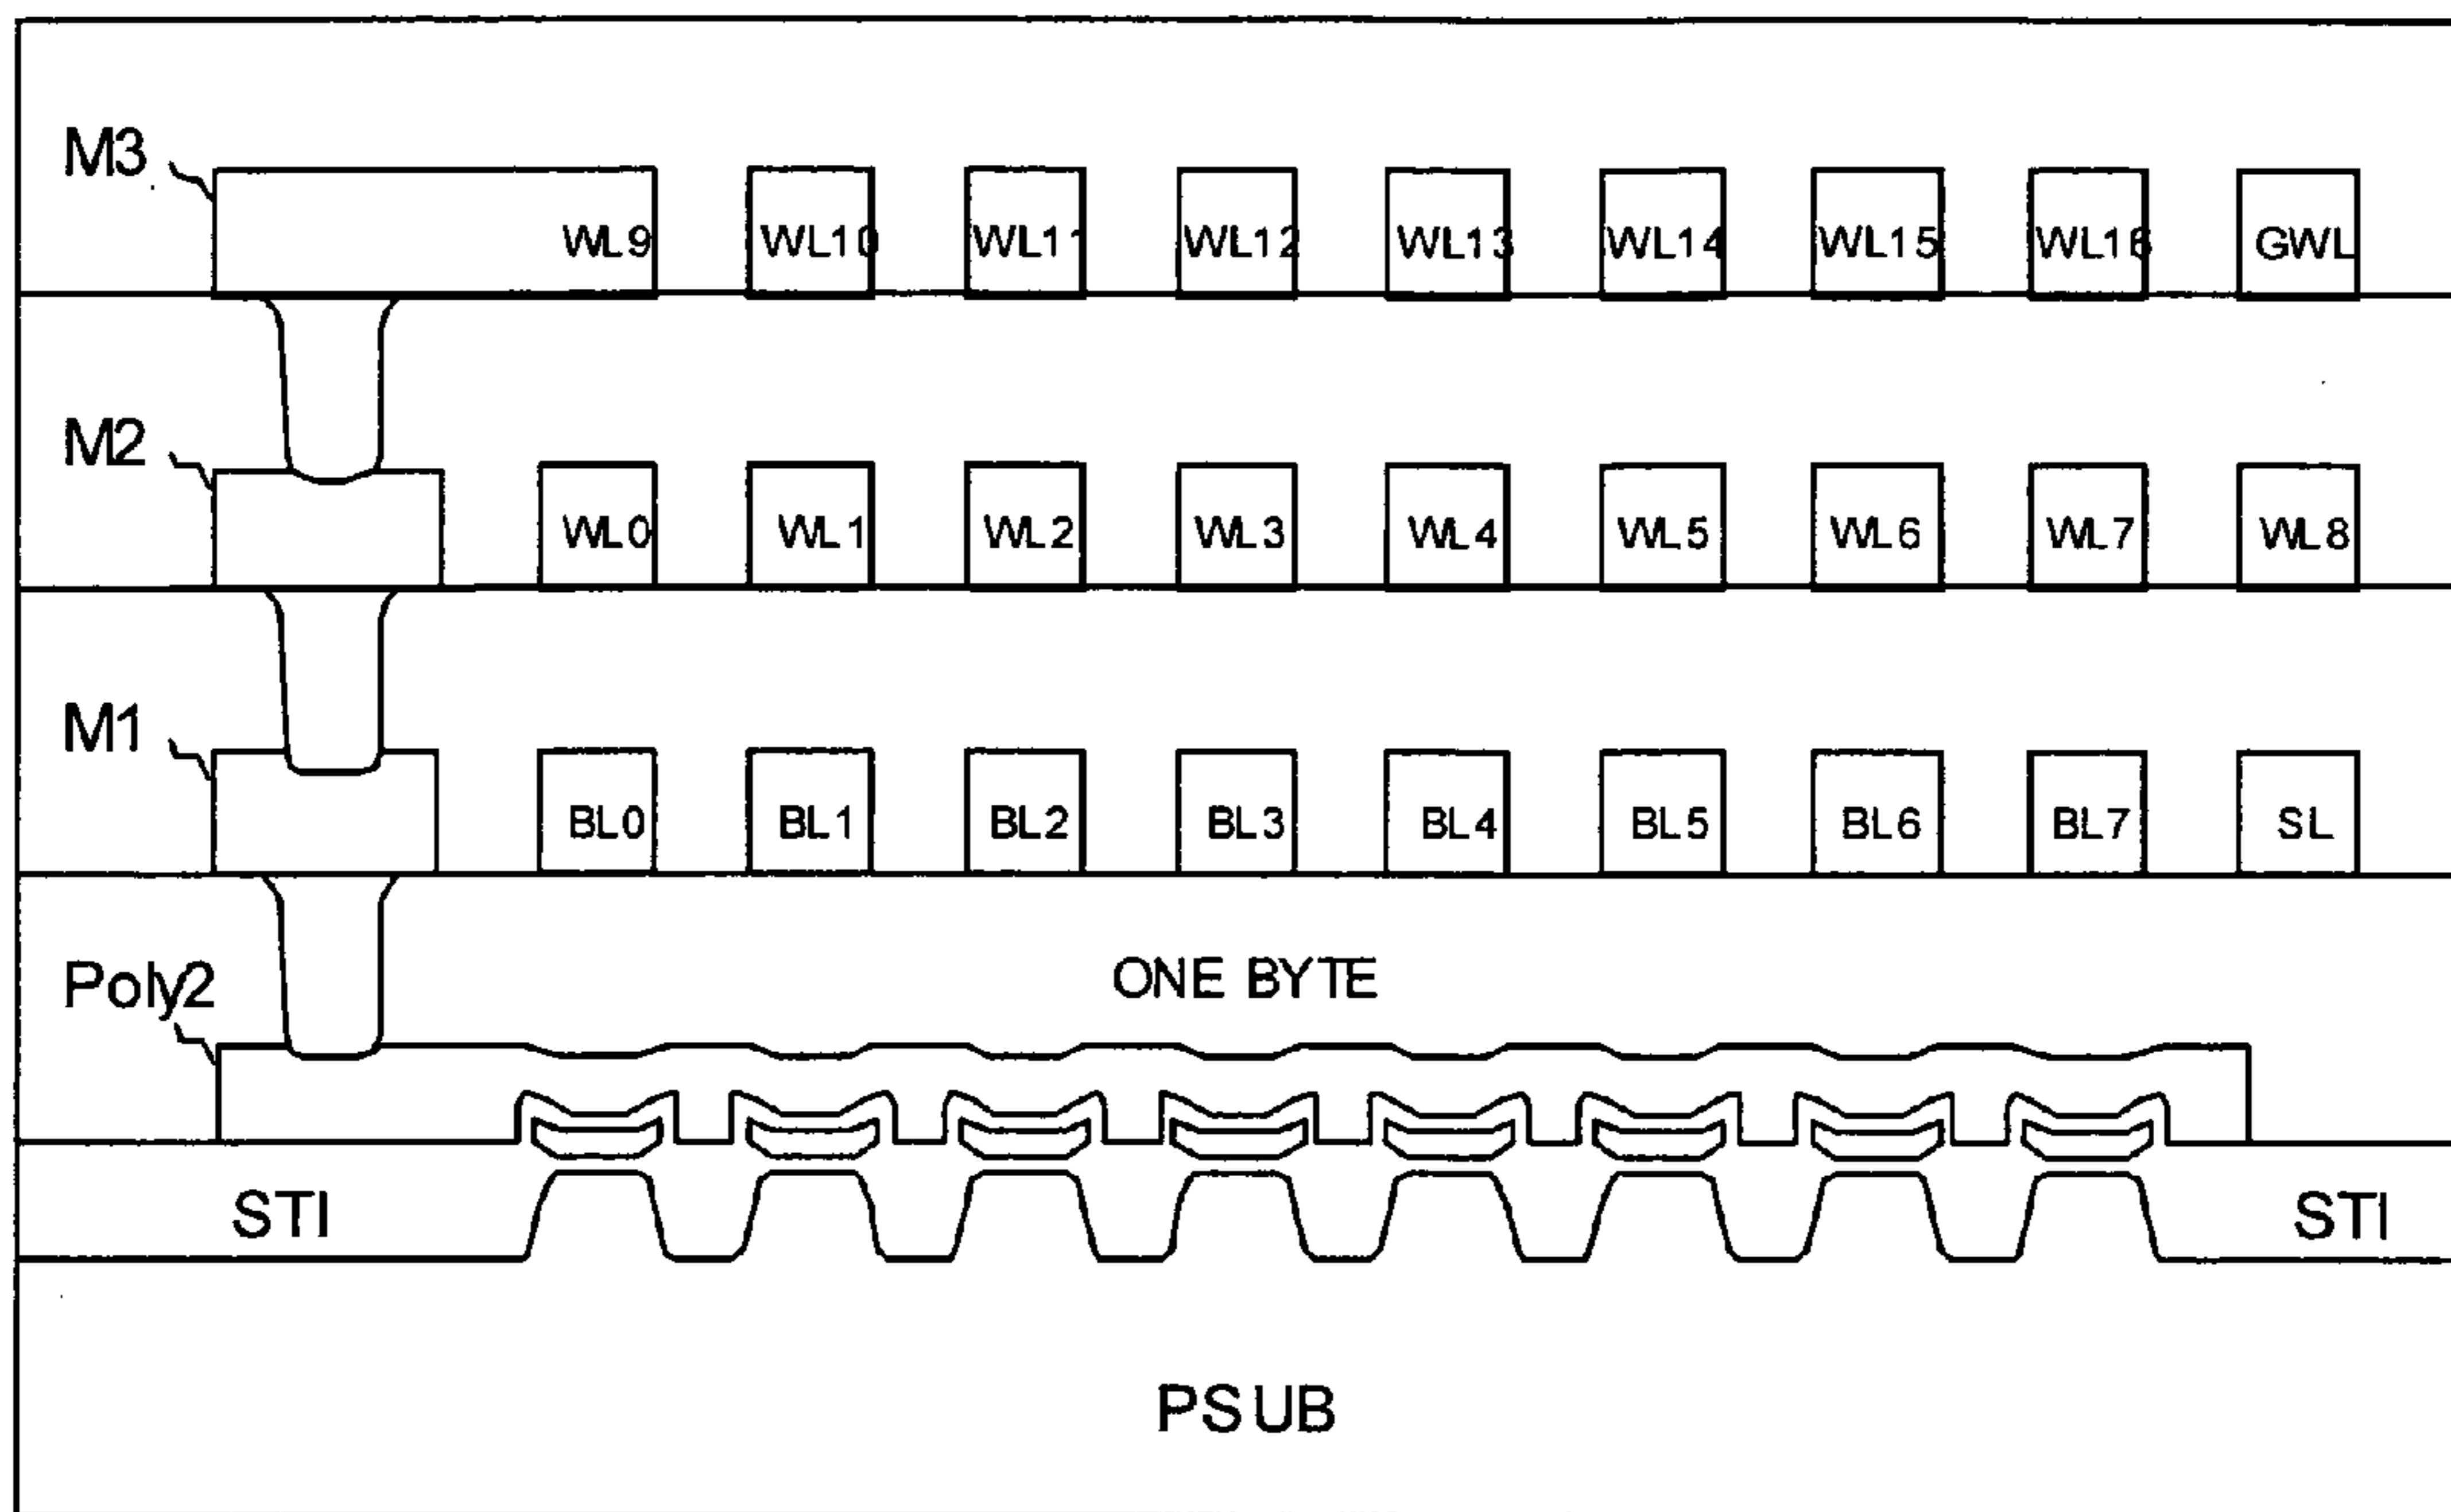 M3
WL9 WL10 WL11 WL12 WL13 WL14 WL15 WL16 GWL
M2
WL0 WL1 WL2 WL3 WL4 WL5 WL6 WL7 WL8
M1
BL0 BL1 BL2 BL3 BL4 BL5 BL6 BL7 SL
Poly2 ONE BYTE
STI STI
PSUB